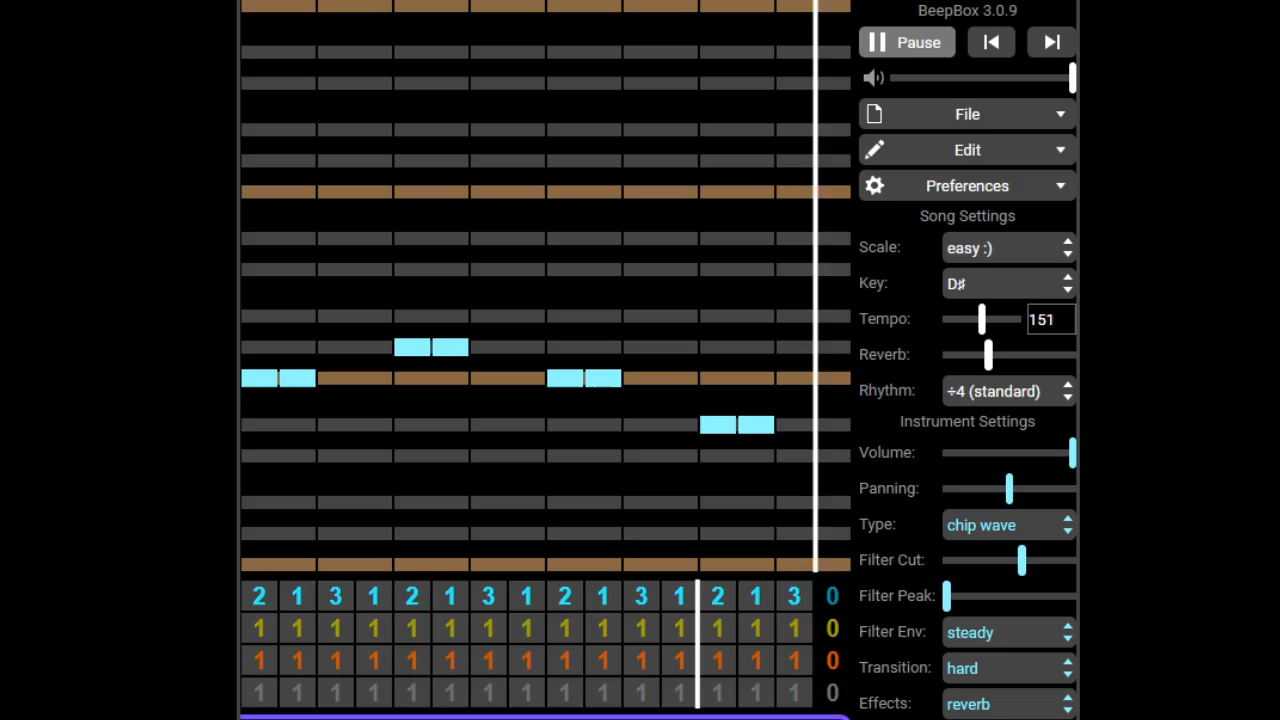 BeepBox 3.0.9
Pause
File
Edit
Preferences
Song Settings
Scale: easy :)
Key: D♯
Tempo: 151
Reverb:
Rhythm: ÷4 (standard)
Instrument Settings
Volume:
Panning:
Type: chip wave
Filter Cut:
Filter Peak:
Filter Env: steady
Transition: hard
Effects: reverb
2 1 3 1 2 1 3 1 2 1 3 1 2 1 3 0
1 1 1 1 1 1 1 1 1 1 1 1 1 1 1 0
1 1 1 1 1 1 1 1 1 1 1 1 1 1 1 0
1 1 1 1 1 1 1 1 1 1 1 1 1 1 1 0